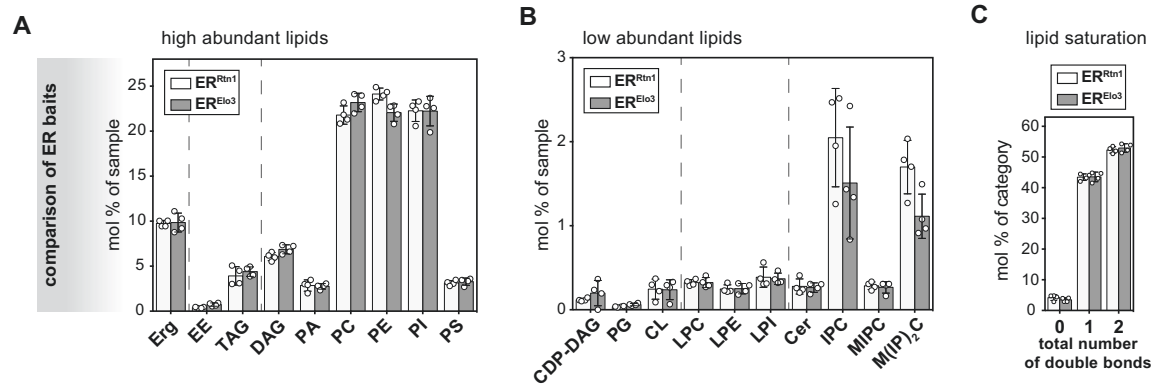 A
high abundant lipids
comparison of ER baits
mol % of sample
25
20
15
10
5
0
ER^Rtn1
ER^Elo3
Erg
EE
TAG
DAG
PA
PC
PE
PI
PS
B
low abundant lipids
mol % of sample
3
2
1
0
ER^Rtn1
ER^Elo3
CDP-DAG
PG
CL
LPC
LPE
LPI
Cer
IPC
MIPC
M(IP)₂C
C
lipid saturation
ER^Rtn1
ER^Elo3
mol % of category
60
50
40
30
20
10
0
0 1 2
total number
of double bonds